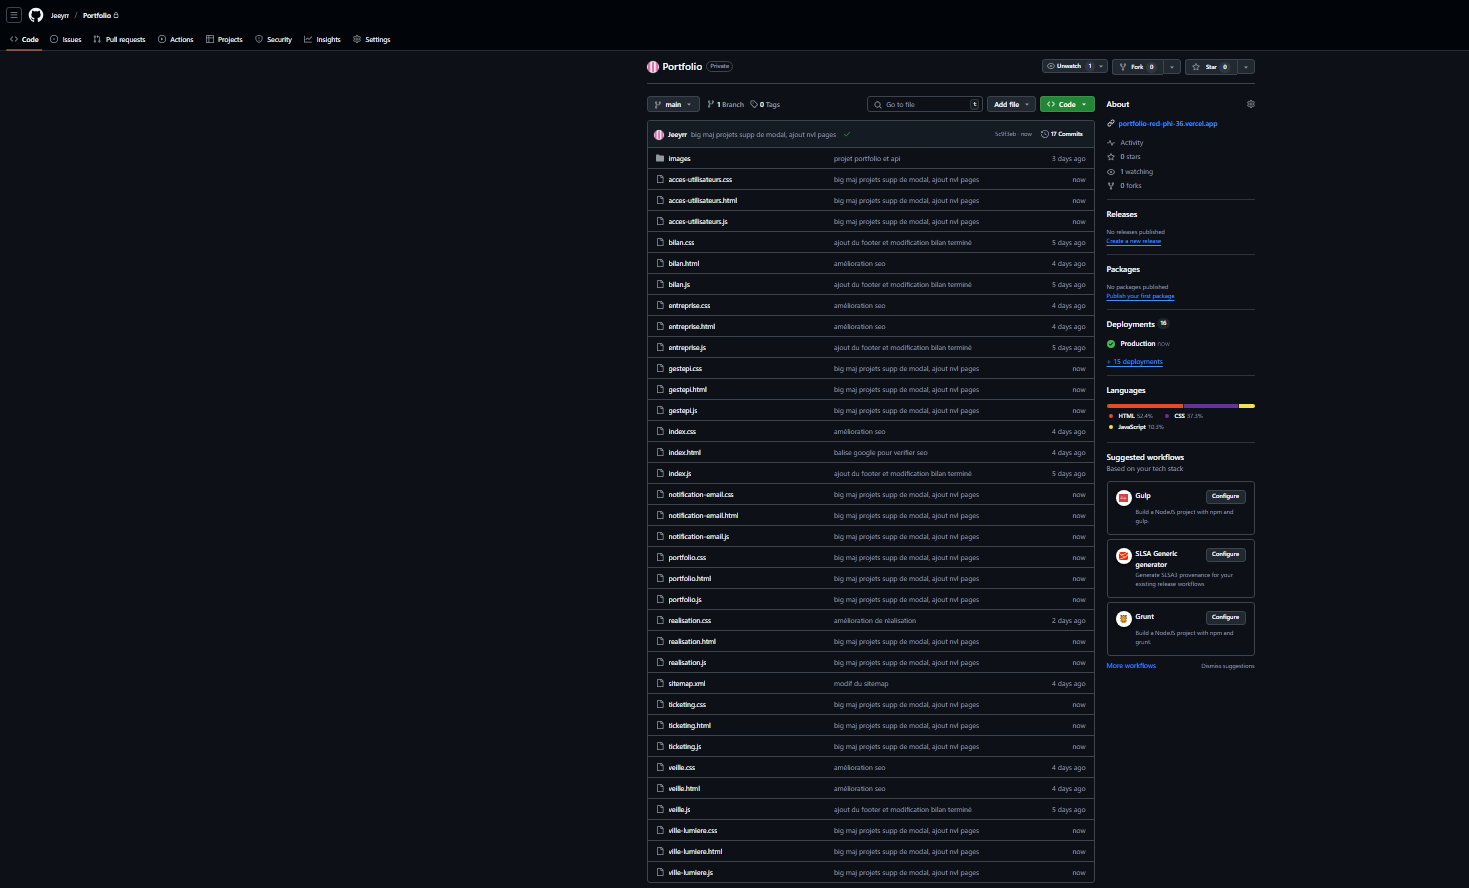 Jeeyrr / Portfolio
Code Issues Pull requests Actions Projects Security Insights Settings
Portfolio Private
Unwatch 1 Fork 0 Star 0
main 1 Branch 0 Tags
Go to file t Add file Code
Jeeyrr big maj projets supp de modal, ajout nvl pages
now 17 Commits
images projet portfolio et api 3 days ago
acces-utilisateurs.css big maj projets supp de modal, ajout nvl pages now
acces-utilisateurs.html big maj projets supp de modal, ajout nvl pages now
acces-utilisateurs.js big maj projets supp de modal, ajout nvl pages now
bilan.css ajout du footer et modification bilan terminé 5 days ago
bilan.html amélioration seo 4 days ago
bilan.js ajout du footer et modification bilan terminé 5 days ago
entreprise.css amélioration seo 4 days ago
entreprise.html amélioration seo 4 days ago
entreprise.js ajout du footer et modification bilan terminé 5 days ago
gestepi.css big maj projets supp de modal, ajout nvl pages now
gestepi.html big maj projets supp de modal, ajout nvl pages now
gestepi.js big maj projets supp de modal, ajout nvl pages now
index.css amélioration seo 4 days ago
index.html balise google pour verifier seo 4 days ago
index.js ajout du footer et modification bilan terminé 5 days ago
notification-email.css big maj projets supp de modal, ajout nvl pages now
notification-email.html big maj projets supp de modal, ajout nvl pages now
notification-email.js big maj projets supp de modal, ajout nvl pages now
portfolio.css big maj projets supp de modal, ajout nvl pages now
portfolio.html big maj projets supp de modal, ajout nvl pages now
portfolio.js big maj projets supp de modal, ajout nvl pages now
realisation.css amélioration de réalisation 2 days ago
realisation.html big maj projets supp de modal, ajout nvl pages now
realisation.js big maj projets supp de modal, ajout nvl pages now
sitemap.xml modif du sitemap 4 days ago
ticketing.css big maj projets supp de modal, ajout nvl pages now
ticketing.html big maj projets supp de modal, ajout nvl pages now
ticketing.js big maj projets supp de modal, ajout nvl pages now
veille.css amélioration seo 4 days ago
veille.html amélioration seo 4 days ago
veille.js ajout du footer et modification bilan terminé 5 days ago
ville-lumiere.css big maj projets supp de modal, ajout nvl pages now
ville-lumiere.html big maj projets supp de modal, ajout nvl pages now
ville-lumiere.js big maj projets supp de modal, ajout nvl pages now
About
portfolio-red-phi-36.vercel.app
Activity
0 stars
1 watching
0 forks
Releases
No releases published
Create a new release
Packages
No packages published
Publish your first package
Deployments 16
Production now
+ 15 deployments
Languages
HTML 52.4% CSS 37.3%
JavaScript 10.3%
Suggested workflows
Based on your tech stack
Gulp Configure
Build a NodeJS project with npm and
gulp.
SLSA Generic
generator Configure
Generate SLSA3 provenance for your
existing release workflows
Grunt Configure
Build a NodeJS project with npm and
grunt.
More workflows Dismiss suggestions